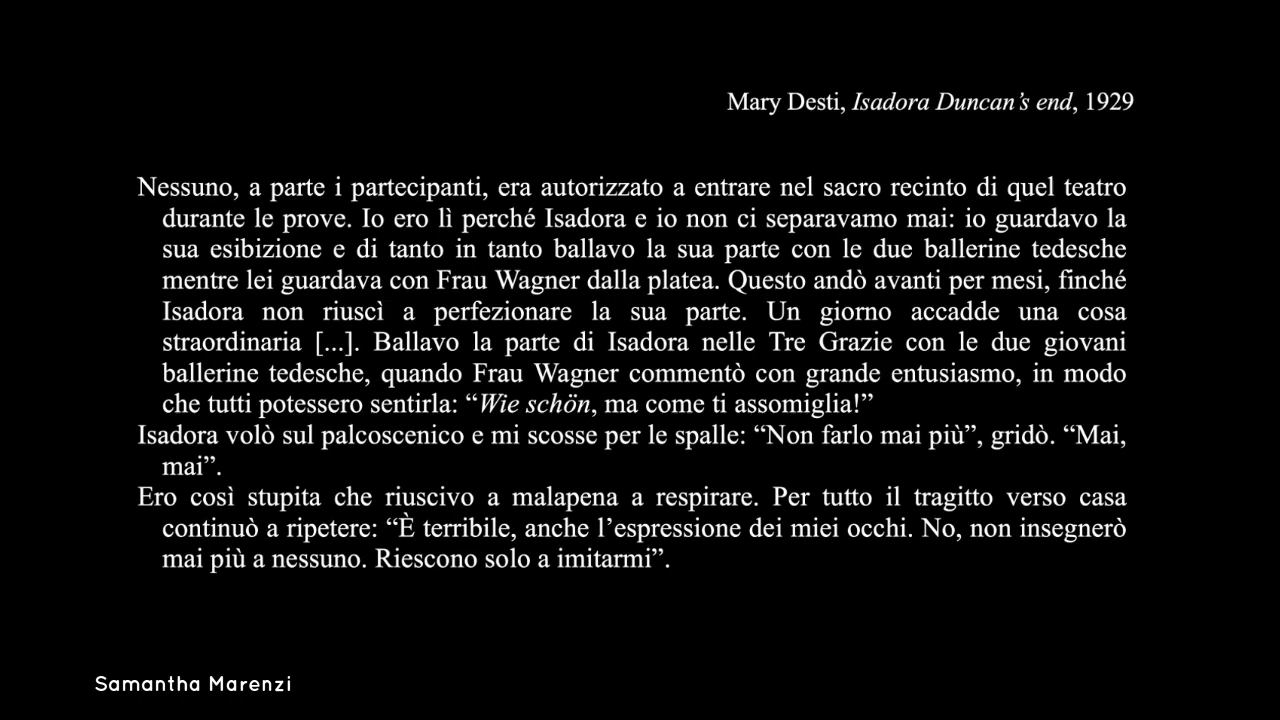 Mary Desti, Isadora Duncan’s end, 1929
Nessuno, a parte i partecipanti, era autorizzato a entrare nel sacro recinto di quel teatro
durante le prove. Io ero lì perché Isadora e io non ci separavamo mai: io guardavo la
sua esibizione e di tanto in tanto ballavo la sua parte con le due ballerine tedesche
mentre lei guardava con Frau Wagner dalla platea. Questo andò avanti per mesi, finché
Isadora non riuscì a perfezionare la sua parte. Un giorno accadde una cosa
straordinaria [...]. Ballavo la parte di Isadora nelle Tre Grazie con le due giovani
ballerine tedesche, quando Frau Wagner commentò con grande entusiasmo, in modo
che tutti potessero sentirla: “Wie schön, ma come ti assomiglia!”
Isadora volò sul palcoscenico e mi scosse per le spalle: “Non farlo mai più”, gridò. “Mai,
mai”.
Ero così stupita che riuscivo a malapena a respirare. Per tutto il tragitto verso casa
continuò a ripetere: “È terribile, anche l’espressione dei miei occhi. No, non insegnerò
mai più a nessuno. Riescono solo a imitarmi”.
Samantha Marenzi